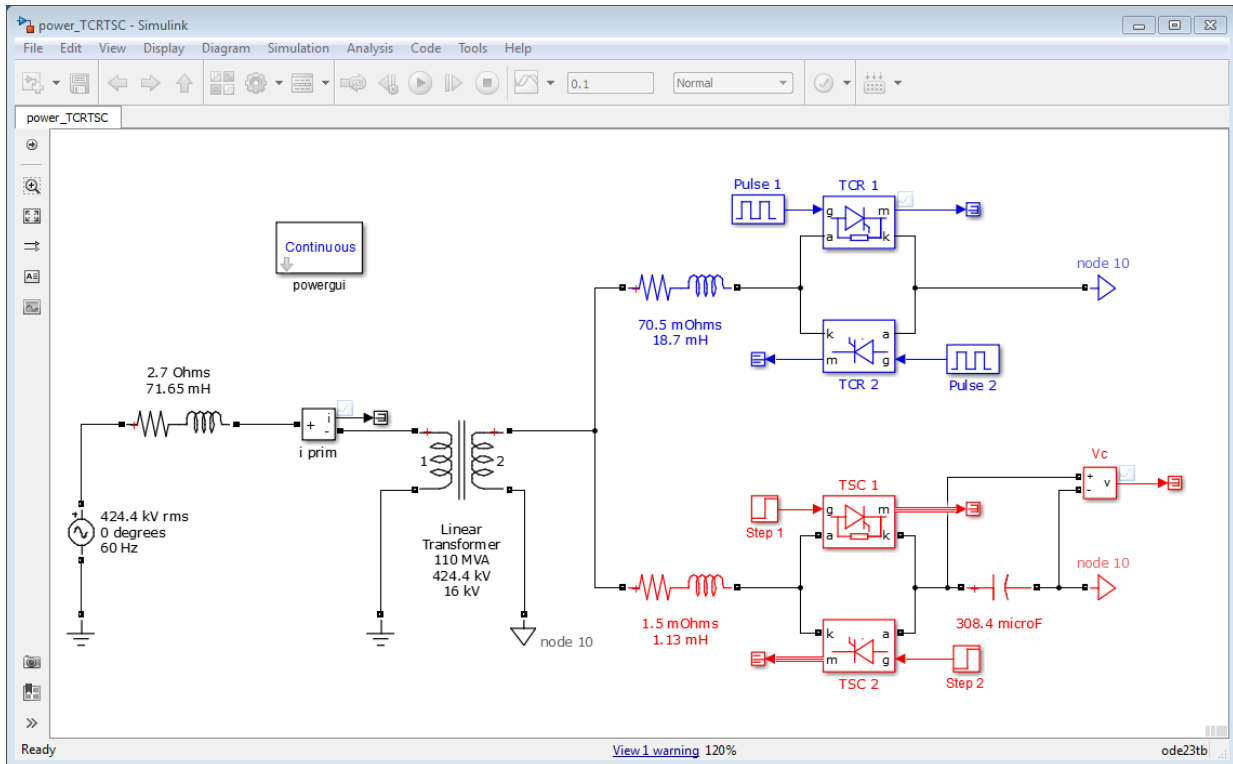 power_TCRTSC - Simulink
File Edit View Display Diagram Simulation Analysis Code Tools Help
0.1
Normal
power_TCRTSC
Continuous
powergui
2.7 Ohms
71.65 mH
+
-
i
i prim
424.4 kV rms
0 degrees
60 Hz
+
1
2
Linear
Transformer
110 MVA
424.4 kV
16 kV
node 10
Pulse 1
TCR 1
g
m
a
k
70.5 mOhms
18.7 mH
node 10
k
a
m
g
TCR 2
Pulse 2
Vc
+
-
v
TSC 1
g
m
a
k
Step 1
1.5 mOhms
1.13 mH
node 10
308.4 microF
k
a
m
g
TSC 2
Step 2
Ready
View 1 warning 120%
ode23tb